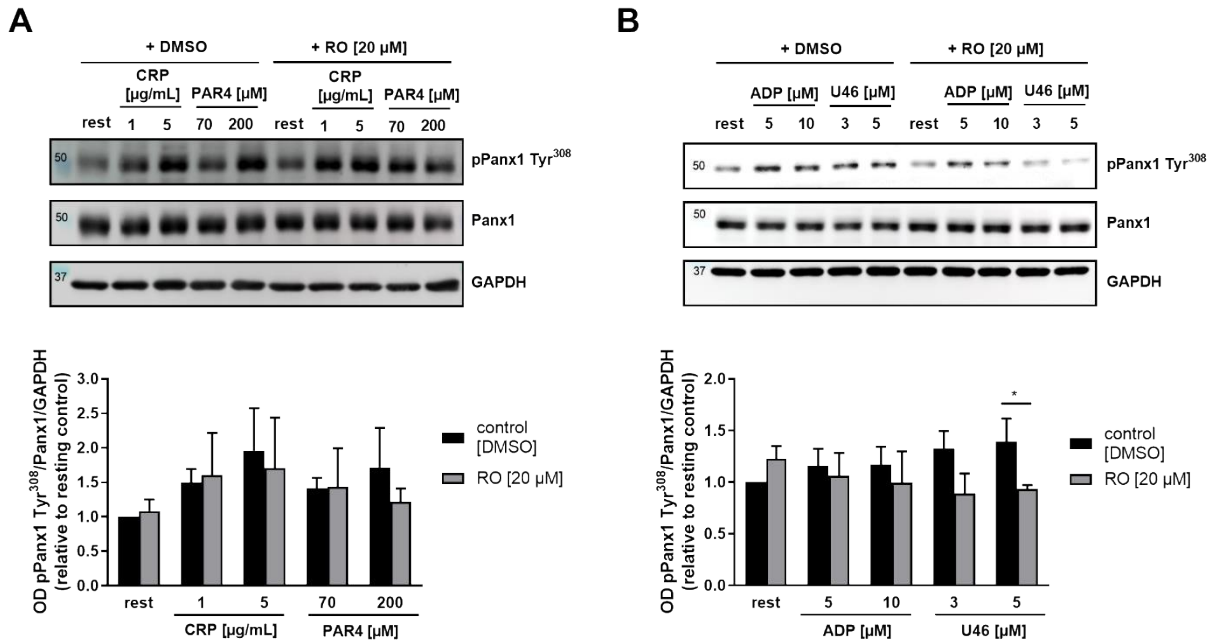 A
+ DMSO + RO [20 µM]
CRP [µg/mL] PAR4 [µM] CRP [µg/mL] PAR4 [µM]
rest 1 5 70 200 rest 1 5 70 200
50 pPanx1 Tyr³⁰⁸
50 Panx1
37 GAPDH
OD pPanx1 Tyr³⁰⁸/Panx1/GAPDH
(relative to resting control)
3.0
2.5
2.0
1.5
1.0
0.5
0.0
rest 1 5 70 200
CRP [µg/mL] PAR4 [µM]
control
[DMSO]
RO [20 µM]
B
+ DMSO + RO [20 µM]
ADP [µM] U46 [µM] ADP [µM] U46 [µM]
rest 5 10 3 5 rest 5 10 3 5
50 pPanx1 Tyr³⁰⁸
50 Panx1
37 GAPDH
OD pPanx1 Tyr³⁰⁸/Panx1/GAPDH
(relative to resting control)
2.0
1.5
1.0
0.5
0.0
*
rest 5 10 3 5
ADP [µM] U46 [µM]
control
[DMSO]
RO [20 µM]